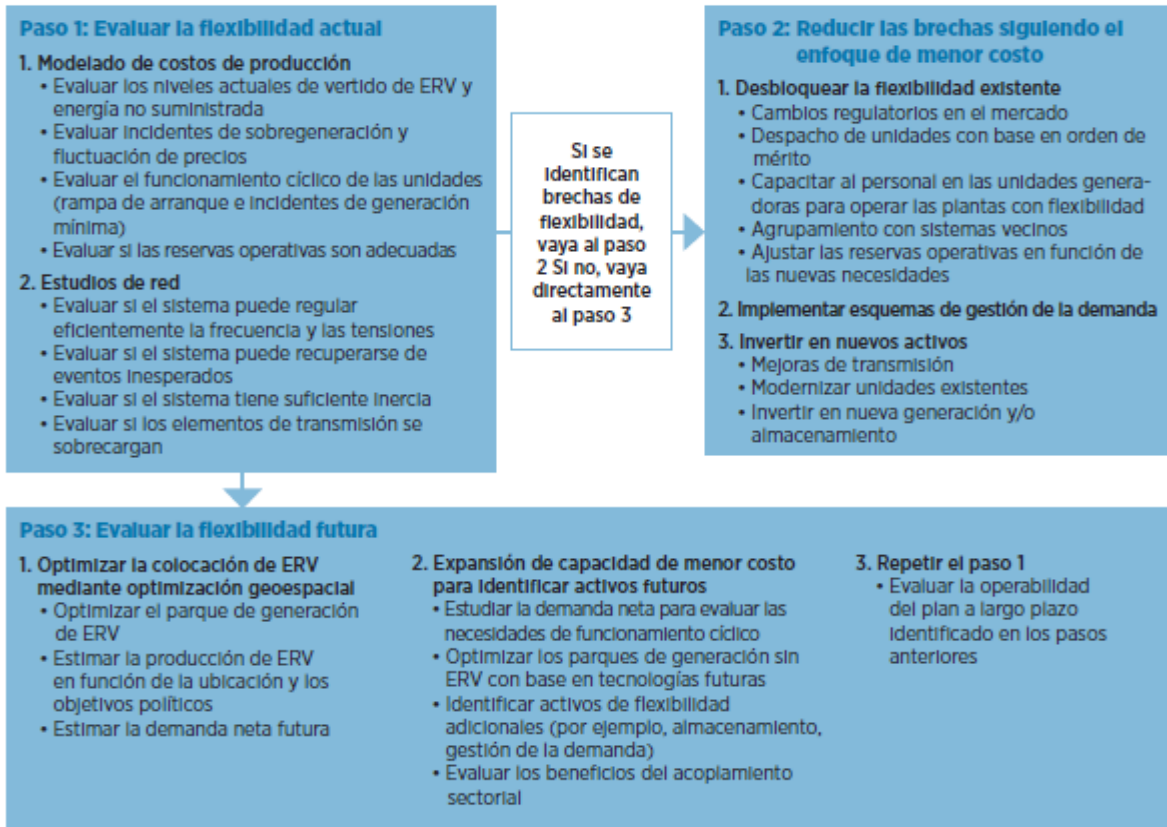 Paso 1: Evaluar la flexibilidad actual
1. Modelado de costos de producción
• Evaluar los niveles actuales de vertido de ERV y
energía no suministrada
• Evaluar incidentes de sobregeneración y
fluctuación de precios
• Evaluar el funcionamiento cíclico de las unidades
(rampa de arranque e incidentes de generación
mínima)
• Evaluar si las reservas operativas son adecuadas
2. Estudios de red
• Evaluar si el sistema puede regular
eficientemente la frecuencia y las tensiones
• Evaluar si el sistema puede recuperarse de
eventos inesperados
• Evaluar si el sistema tiene suficiente inercia
• Evaluar si los elementos de transmisión se
sobrecargan
Si se
identifican
brechas de
flexibilidad,
vaya al paso
2 Si no, vaya
directamente
al paso 3
Paso 2: Reducir las brechas siguiendo el
enfoque de menor costo
1. Desbloquear la flexibilidad existente
• Cambios regulatorios en el mercado
• Despacho de unidades con base en orden de
mérito
• Capacitar al personal en las unidades genera-
doras para operar las plantas con flexibilidad
• Agrupamiento con sistemas vecinos
• Ajustar las reservas operativas en función de
las nuevas necesidades
2. Implementar esquemas de gestión de la demanda
3. Invertir en nuevos activos
• Mejoras de transmisión
• Modernizar unidades existentes
• Invertir en nueva generación y/o
almacenamiento
Paso 3: Evaluar la flexibilidad futura
1. Optimizar la colocación de ERV
mediante optimización geoespacial
• Optimizar el parque de generación
de ERV
• Estimar la producción de ERV
en función de la ubicación y los
objetivos políticos
• Estimar la demanda neta futura
2. Expansión de capacidad de menor costo
para identificar activos futuros
• Estudiar la demanda neta para evaluar las
necesidades de funcionamiento cíclico
• Optimizar los parques de generación sin
ERV con base en tecnologías futuras
• Identificar activos de flexibilidad
adicionales (por ejemplo, almacenamiento,
gestión de la demanda)
• Evaluar los beneficios del acoplamiento
sectorial
3. Repetir el paso 1
• Evaluar la operabilidad
del plan a largo plazo
identificado en los pasos
anteriores